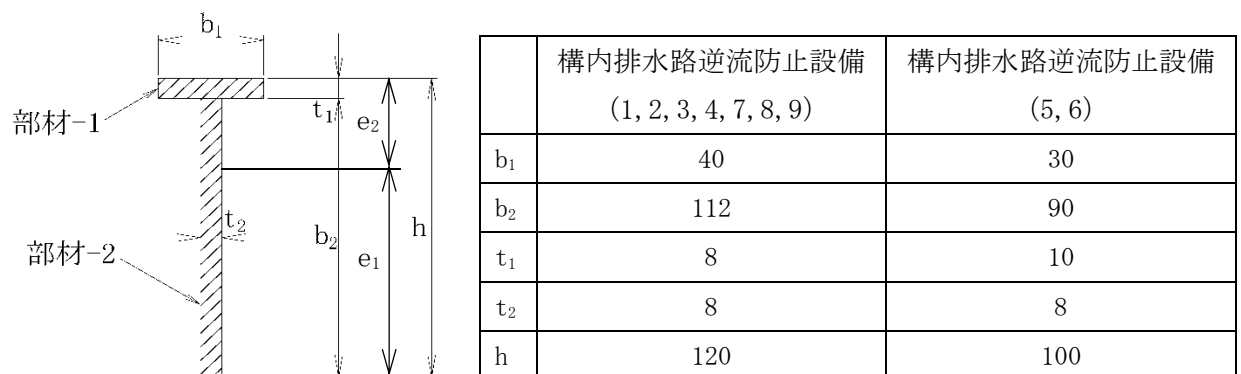 b₁
t₁
e₂
部材-1
t₂
b₂
h
e₁
部材-2
構内排水路逆流防止設備 構内排水路逆流防止設備
(1, 2, 3, 4, 7, 8, 9) (5, 6)
b₁ 40 30
b₂ 112 90
t₁ 8 10
t₂ 8 8
h 120 100